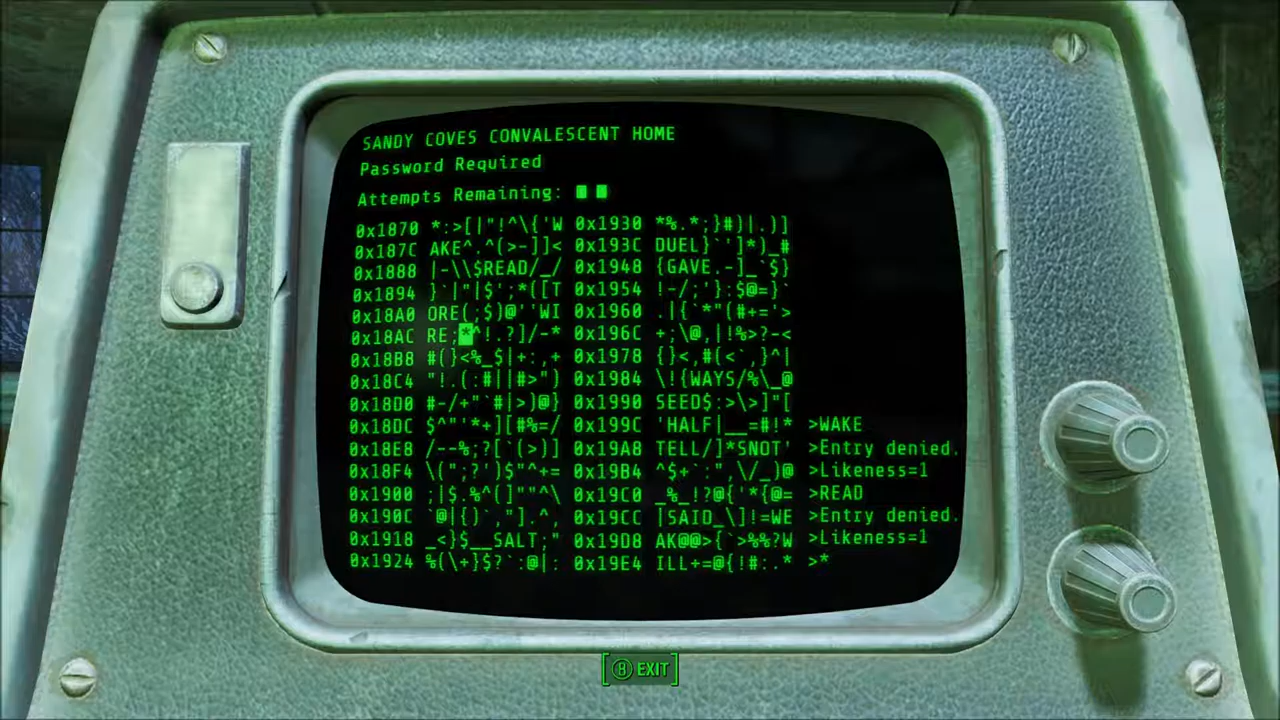 SANDY COVES CONVALESCENT HOME
Password Required
Attempts Remaining: ■ ■
0x1870 *:>[|"!^\{'W 0x1930 *%.*;}#)|.)]
0x187C AKE^,^(>-]]< 0x193C DUEL}`']*)_#
0x1888 |-\\$READ/_/ 0x1948 {GAVE.-]_`$}
0x1894 }`|"|$';*([T 0x1954 !-/;'}:$@=}`
0x18A0 ORE(;$)@''WI 0x1960 .|{`*"(#+='>
0x18AC RE;*^!.?]/-* 0x196C +;\@,||!%>?-<
0x18B8 #(}<%_$|+:,+ 0x1978 {}<,#(<`,}^|
0x18C4 "!.(:#||#>") 0x1984 \!{WAYS/%\_@
0x18D0 #-/+"`#|>)@} 0x1990 SEED$:>\>]"[
0x18DC $^"'*+][#%=/ 0x199C 'HALF|__=#!* >WAKE
0x18E8 /--%;?[`(>)] 0x19A8 TELL/]*SNOT' >Entry denied.
0x18F4 \(";?')$"^+= 0x19B4 ^$+`:",\/_)@ >Likeness=1
0x1900 ;|$.%^(]""^\ 0x19C0 _%_!?@{'*{@= >READ
0x190C `@|{)`,"].^, 0x19CC |SAID_\]!=WE >Entry denied.
0x1918 _<}$__SALT;" 0x19D8 AK@@>{`>%%?W >Likeness=1
0x1924 %(\+}$?`:@|: 0x19E4 ILL+=@{!#:.* >*
Ⓑ EXIT